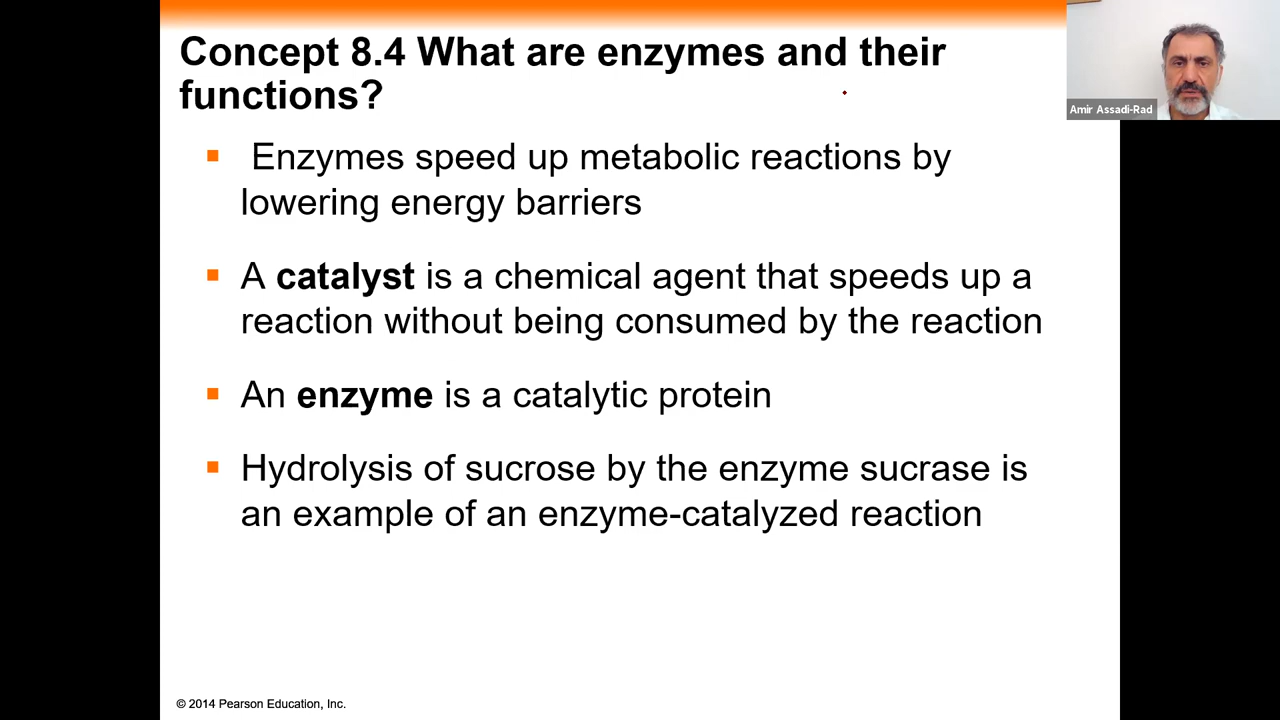 Concept 8.4 What are enzymes and their
functions?
Amir Assadi-Rad
Enzymes speed up metabolic reactions by
lowering energy barriers
A catalyst is a chemical agent that speeds up a
reaction without being consumed by the reaction
An enzyme is a catalytic protein
Hydrolysis of sucrose by the enzyme sucrase is
an example of an enzyme-catalyzed reaction
© 2014 Pearson Education, Inc.